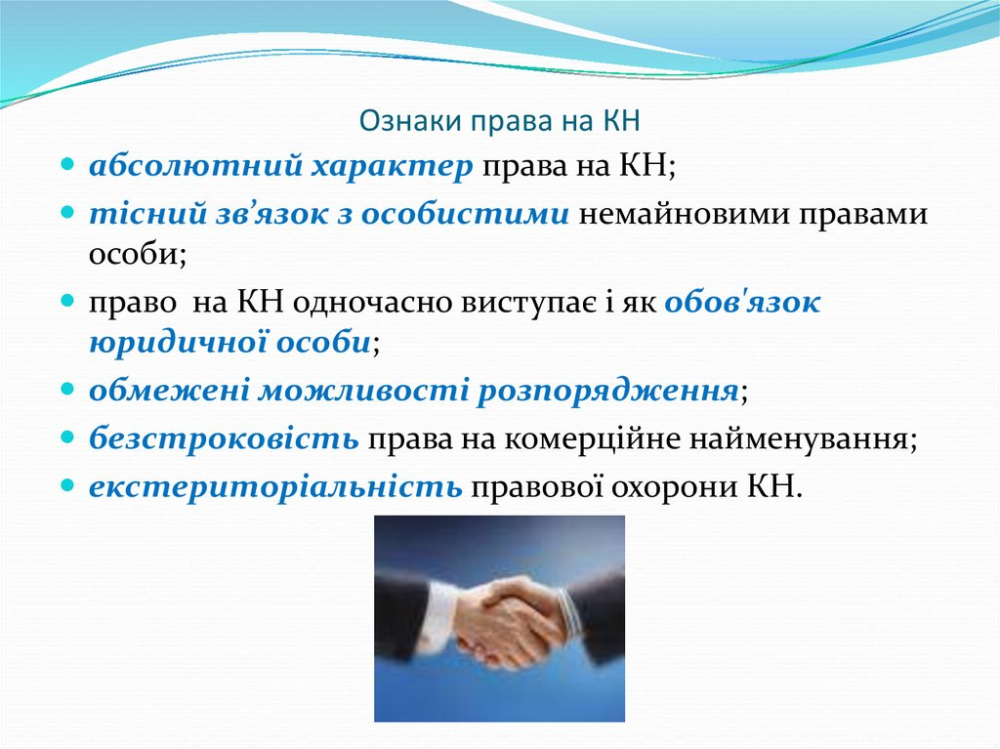 Ознаки права на КН
абсолютний характер права на КН;
тісний зв’язок з особистими немайновими правами
особи;
право на КН одночасно виступає і як обов'язок
юридичної особи;
обмежені можливості розпорядження;
безстроковість права на комерційне найменування;
екстериторіальність правової охорони КН.